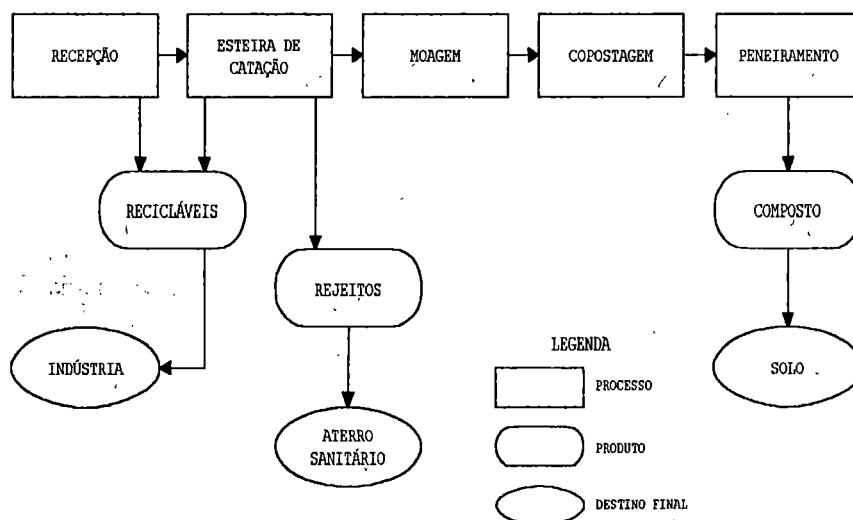 RECEPÇÃO
ESTEIRA DE
CATAÇÃO
MOAGEM
COPOSTAGEM
PENEIRAMENTO
RECICLÁVEIS
COMPOSTO
REJEITOS
INDÚSTRIA
SOLO
ATERRO
SANITÁRIO
LEGENDA
PROCESSO
PRODUTO
DESTINO FINAL